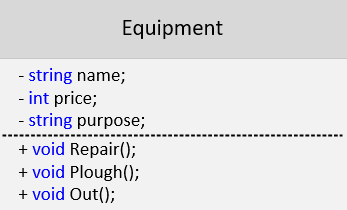 Equipment
- string name;
- int price;
- string purpose;
+ void Repair();
+ void Plough();
+ void Out();